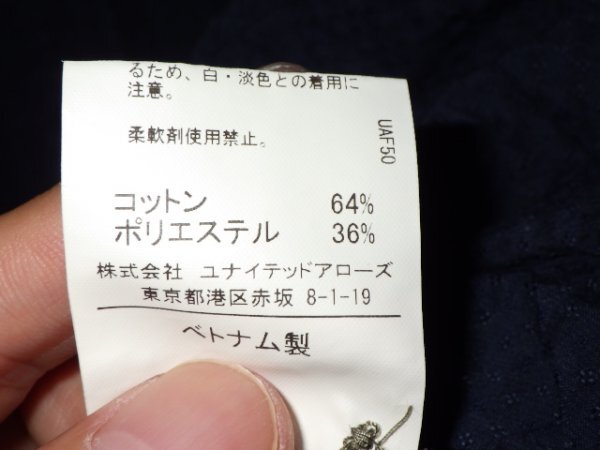 るため、白・淡色との着用に
注意。
柔軟剤使用禁止。
UAF50
コットン 64%
ポリエステル 36%
株式会社 ユナイテッドアローズ
東京都港区赤坂 8-1-19
ベトナム製